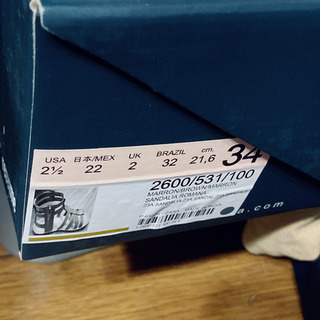 USA 日本/MEX UK BRAZIL cm. 34
2½ 22 2 32 21,6
2600/531/100
MARRON/BROWN/MARRON
SANDALIA ROMANA
a.com